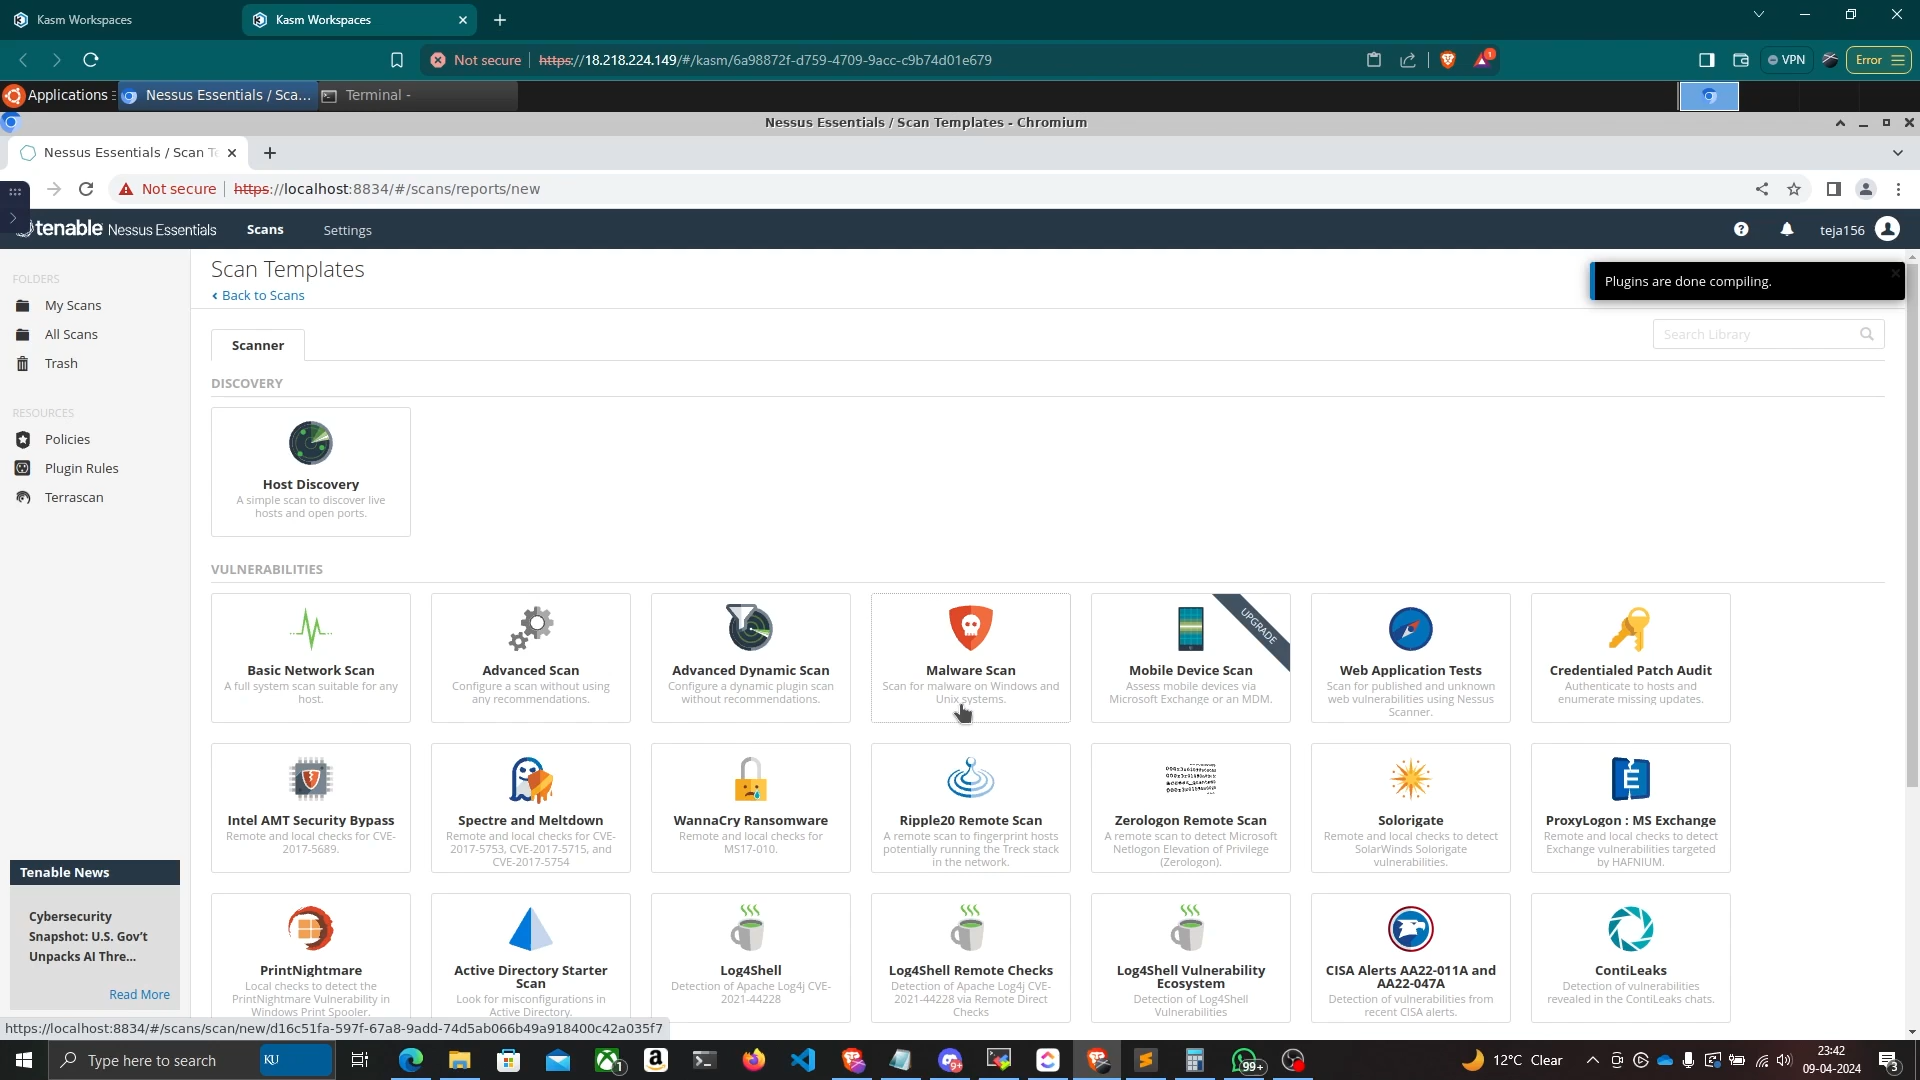 Kasm Workspaces
Kasm Workspaces
Not secure
https://18.218.224.149/#/kasm/6a98872f-d759-4709-9acc-c9b74d01e679
1
VPN
Error
Applications
Nessus Essentials / Sca...
Terminal -
Nessus Essentials / Scan Templates - Chromium
Nessus Essentials / Scan Te
Not secure
https://localhost:8834/#/scans/reports/new
tenable Nessus Essentials
Scans
Settings
teja156
FOLDERS
My Scans
All Scans
Trash
RESOURCES
Policies
Plugin Rules
Terrascan
Tenable News
Cybersecurity
Snapshot: U.S. Gov't
Unpacks AI Thre...
Read More
Scan Templates
Back to Scans
Plugins are done compiling.
Scanner
Search Library
DISCOVERY
Host Discovery
A simple scan to discover live
hosts and open ports.
VULNERABILITIES
Basic Network Scan
A full system scan suitable for any
host.
Advanced Scan
Configure a scan without using
any recommendations.
Advanced Dynamic Scan
Configure a dynamic plugin scan
without recommendations.
Malware Scan
Scan for malware on Windows and
Unix systems.
UPGRADE
Mobile Device Scan
Assess mobile devices via
Microsoft Exchange or an MDM.
Web Application Tests
Scan for published and unknown
web vulnerabilities using Nessus
Scanner.
Credentialed Patch Audit
Authenticate to hosts and
enumerate missing updates.
Intel AMT Security Bypass
Remote and local checks for CVE-
2017-5689.
Spectre and Meltdown
Remote and local checks for CVE-
2017-5753, CVE-2017-5715, and
CVE-2017-5754
WannaCry Ransomware
Remote and local checks for
MS17-010.
Ripple20 Remote Scan
A remote scan to fingerprint hosts
potentially running the Treck stack
in the network.
Zerologon Remote Scan
A remote scan to detect Microsoft
Netlogon Elevation of Privilege
(Zerologon).
Solorigate
Remote and local checks to detect
SolarWinds Solorigate
vulnerabilities.
E
ProxyLogon : MS Exchange
Remote and local checks to detect
Exchange vulnerabilities targeted
by HAFNIUM.
PrintNightmare
Local checks to detect the
PrintNightmare Vulnerability in
Windows Print Spooler.
Active Directory Starter
Scan
Look for misconfigurations in
Active Directory.
Log4Shell
Detection of Apache Log4j CVE-
2021-44228
Log4Shell Remote Checks
Detection of Apache Log4j CVE-
2021-44228 via Remote Direct
Checks
Log4Shell Vulnerability
Ecosystem
Detection of Log4Shell
Vulnerabilities
CISA Alerts AA22-011A and
AA22-047A
Detection of vulnerabilities from
recent CISA alerts.
ContiLeaks
Detection of vulnerabilities
revealed in the ContiLeaks chats.
https://localhost:8834/#/scans/scan/new/d16c51fa-597f-67a8-9add-74d5ab066b49a918400c42a035f7
Type here to search
KU
1
9+
99+
12°C Clear
23:42
09-04-2024
3